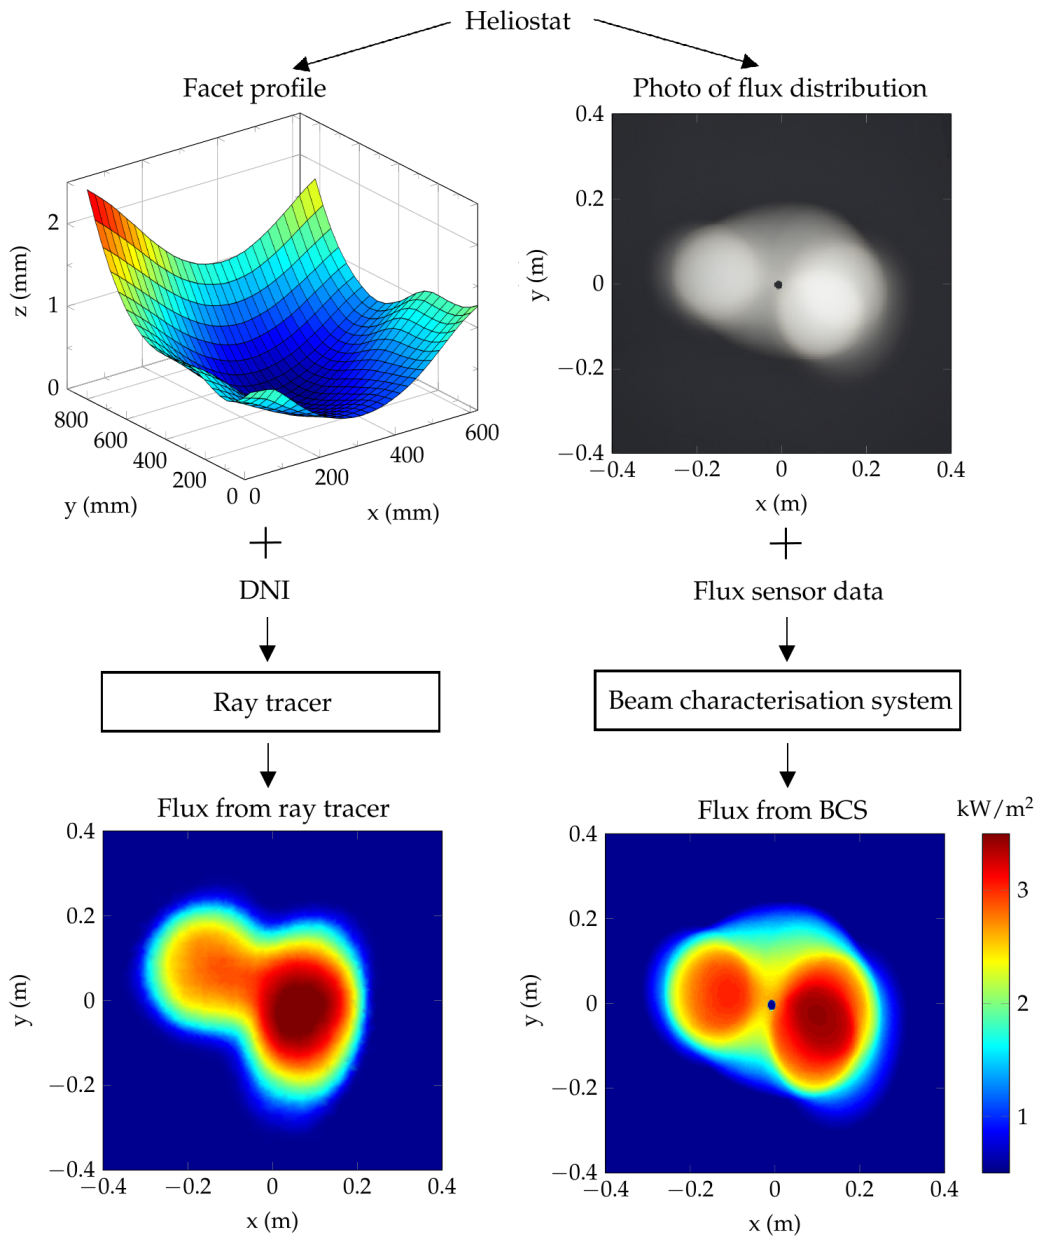 Heliostat
Facet profile
Photo of flux distribution
z (mm)
2
1
0
800
600
400
200
0
y (mm)
0
200
400
600
x (mm)
y (m)
0.4
0.2
0
−0.2
−0.4
−0.4
−0.2
0
0.2
0.4
x (m)
DNI
Flux sensor data
Ray tracer
Beam characterisation system
Flux from ray tracer
Flux from BCS
kW/m²
y (m)
0.4
0.2
0
−0.2
−0.4
−0.4
−0.2
0
0.2
0.4
x (m)
y (m)
0.4
0.2
0
−0.2
−0.4
−0.4
−0.2
0
0.2
0.4
x (m)
3
2
1